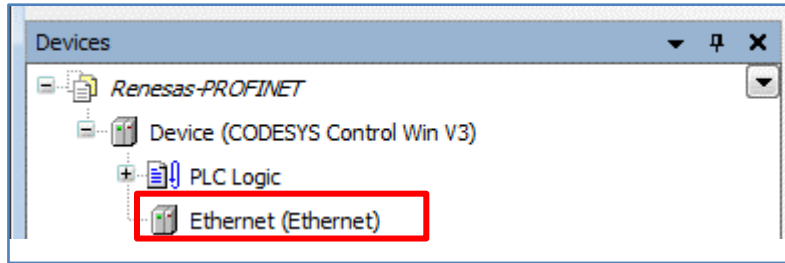 Devices
Renesas-PROFINET
Device (CODESYS Control Win V3)
PLC Logic
Ethernet (Ethernet)